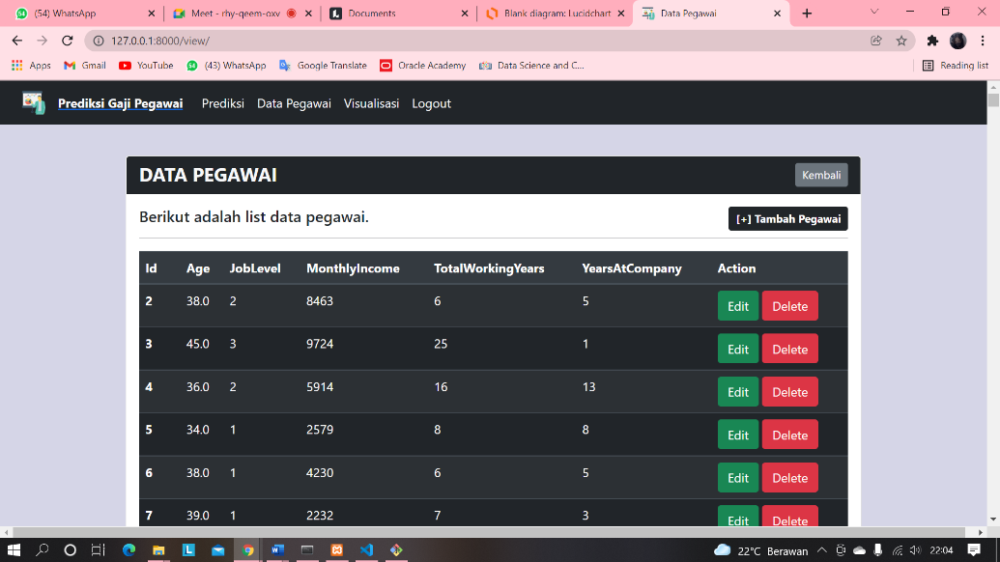 (54) WhatsApp
Meet - rhy-qeem-oxv
Documents
Blank diagram: Lucidchart
Data Pegawai
127.0.0.1:8000/view/
Apps
Gmail
YouTube
(43) WhatsApp
Google Translate
Oracle Academy
Data Science and C...
Reading list
Prediksi Gaji Pegawai Prediksi Data Pegawai Visualisasi Logout
DATA PEGAWAI
Kembali
Berikut adalah list data pegawai.
[+] Tambah Pegawai
Id Age JobLevel MonthlyIncome TotalWorkingYears YearsAtCompany Action
2 38.0 2 8463 6 5 Edit Delete
3 45.0 3 9724 25 1 Edit Delete
4 36.0 2 5914 16 13 Edit Delete
5 34.0 1 2579 8 8 Edit Delete
6 38.0 1 4230 6 5 Edit Delete
7 39.0 1 2232 7 3 Edit Delete
22°C Berawan 22:04